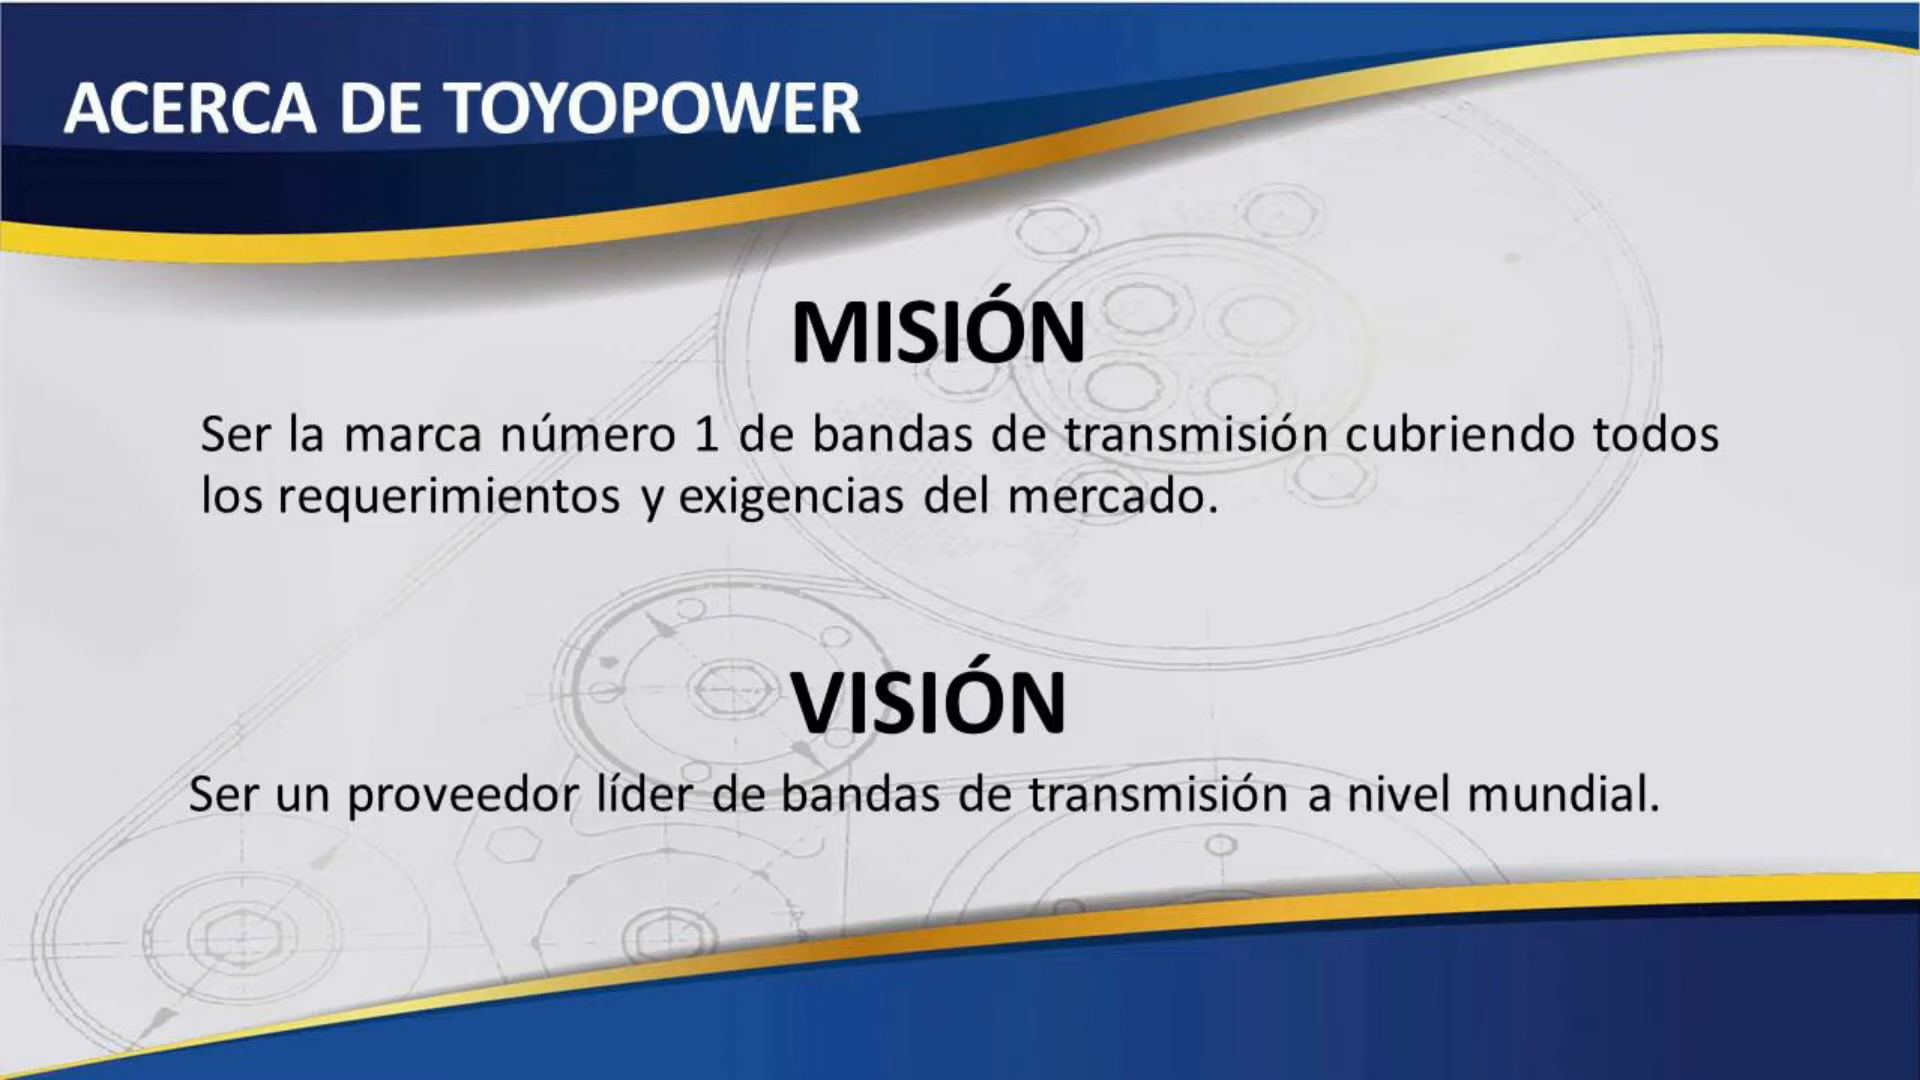 ACERCA DE TOYOPOWER
MISIÓN
Ser la marca número 1 de bandas de transmisión cubriendo todos
los requerimientos y exigencias del mercado.
VISIÓN
Ser un proveedor líder de bandas de transmisión a nivel mundial.